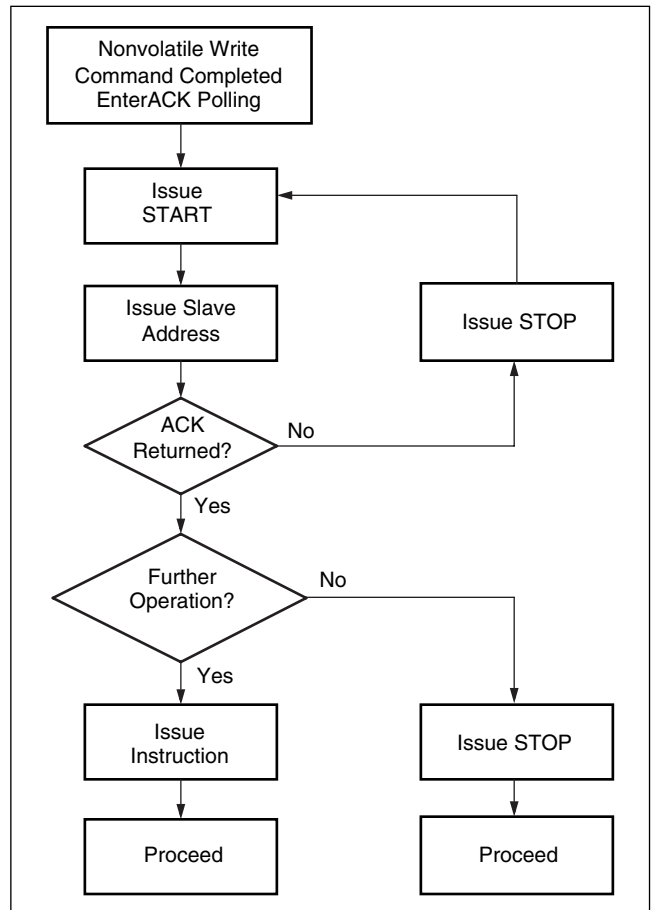 Nonvolatile Write
Command Completed
EnterACK Polling
Issue
START
Issue Slave
Address
Issue STOP
ACK
Returned?
No
Yes
Further
Operation?
No
Yes
Issue
Instruction
Issue STOP
Proceed
Proceed